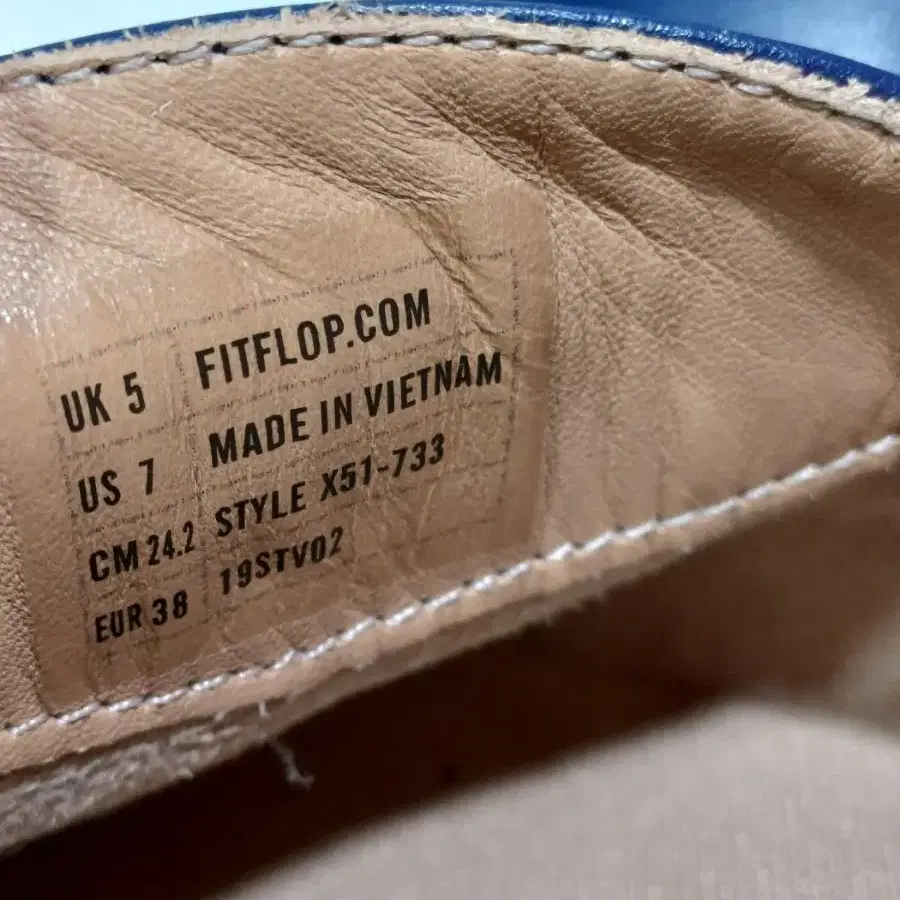 UK 5 FITFLOP.COM
US 7 MADE IN VIETNAM
CM 24.2 STYLE X51-733
EUR 38 19STV02